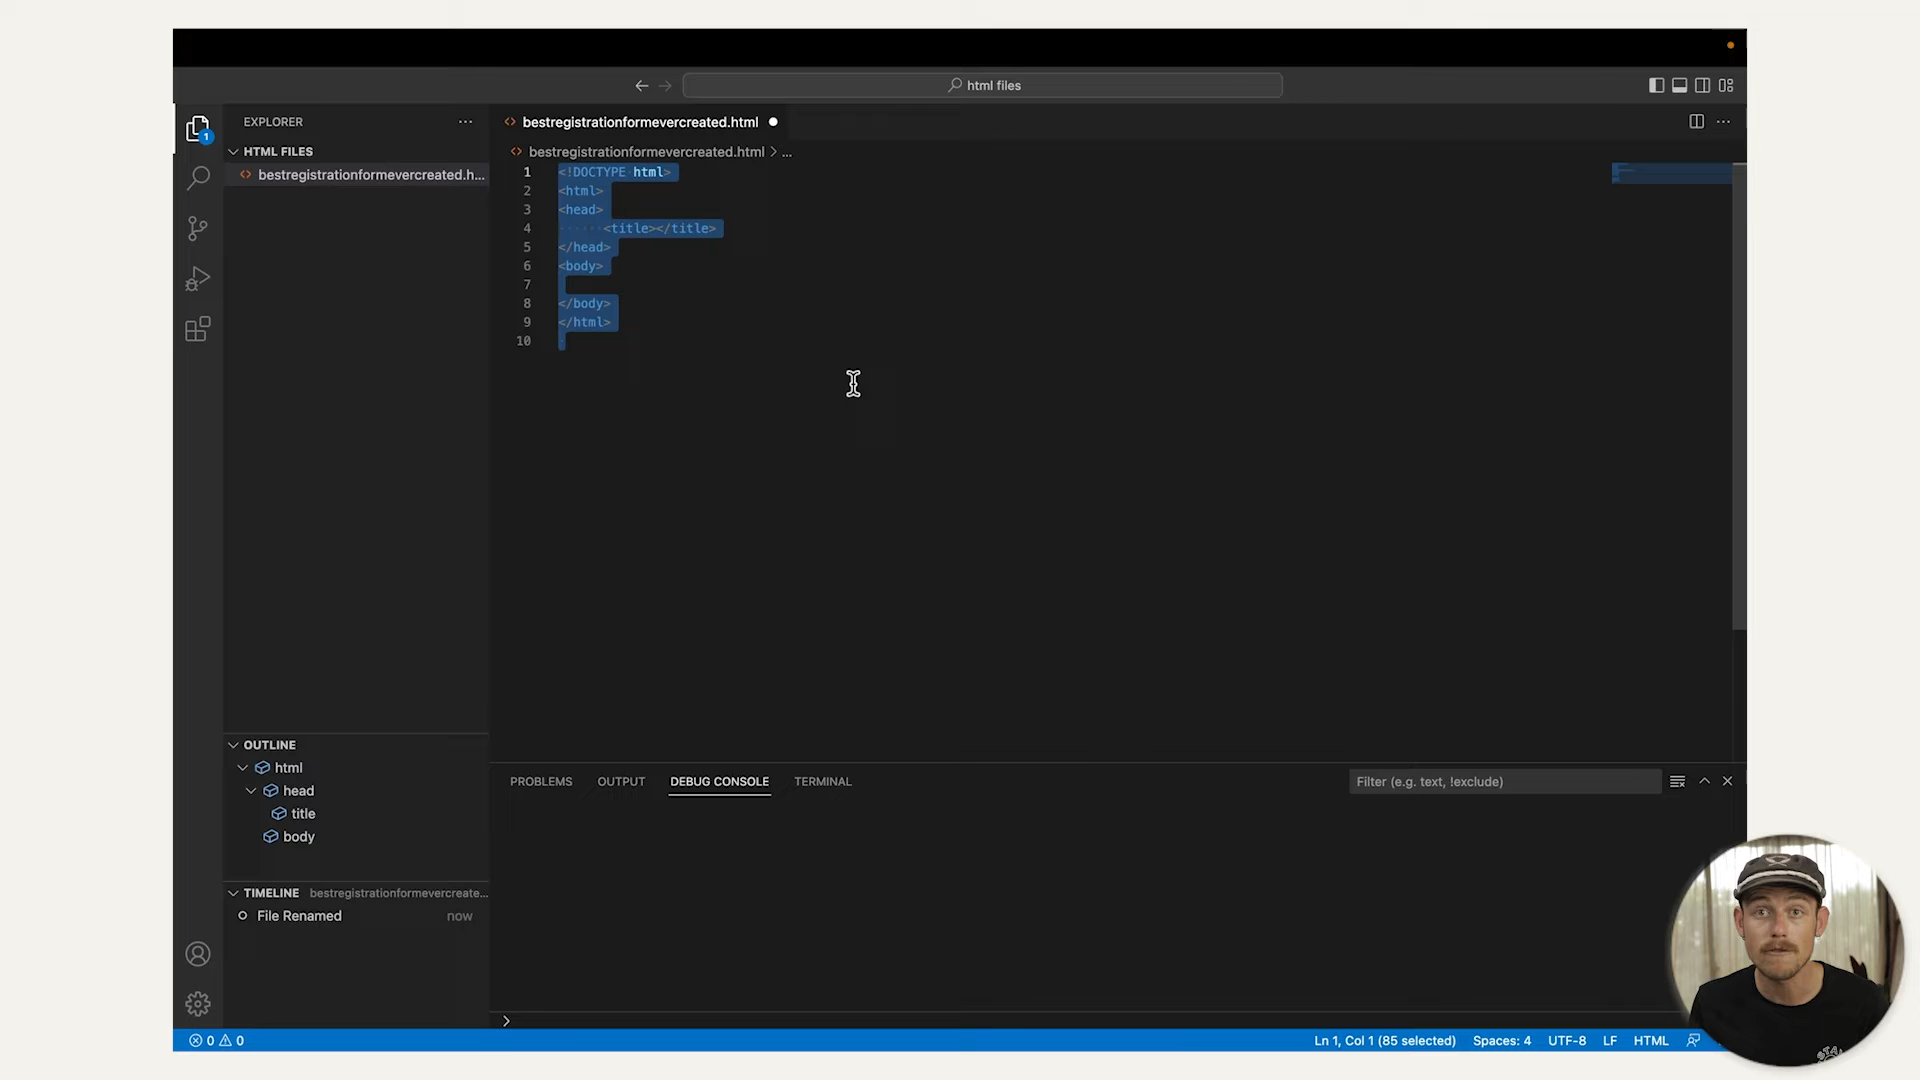 html files
EXPLORER
HTML FILES
bestregistrationformevercreated.h...
1
bestregistrationformevercreated.html
bestregistrationformevercreated.html > ...
1 <!DOCTYPE html>
2 <html>
3 <head>
4 <title></title>
5 </head>
6 <body>
7
8 </body>
9 </html>
10
OUTLINE
html
head
title
body
TIMELINE bestregistrationformevercreate...
File Renamed now
PROBLEMS OUTPUT DEBUG CONSOLE TERMINAL
Filter (e.g. text, !exclude)
0 0
Ln 1, Col 1 (85 selected) Spaces: 4 UTF-8 LF HTML